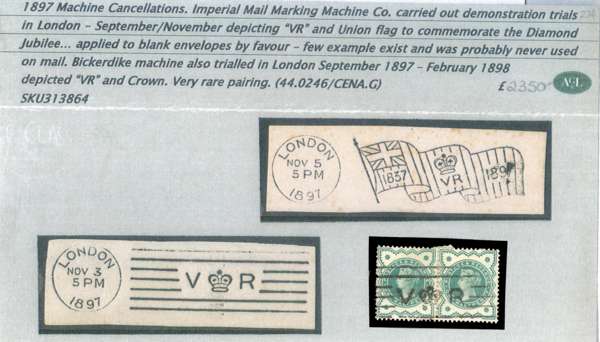 1897 Machine Cancellations. Imperial Mail Marking Machine Co. carried out demonstration trials
in London – September/November depicting "VR" and Union flag to commemorate the Diamond
Jubilee... applied to blank envelopes by favour – few example exist and was probably never used
on mail. Bickerdike machine also trialled in London September 1897 – February 1898
depicted "VR" and Crown. Very rare pairing. (44.0246/CENA.G)
£2350
A&L
SKU313864
LONDON
NOV 5
5 PM
1897
1837
VR
1897
LONDON
NOV 3
5 PM
1897
V R
V R